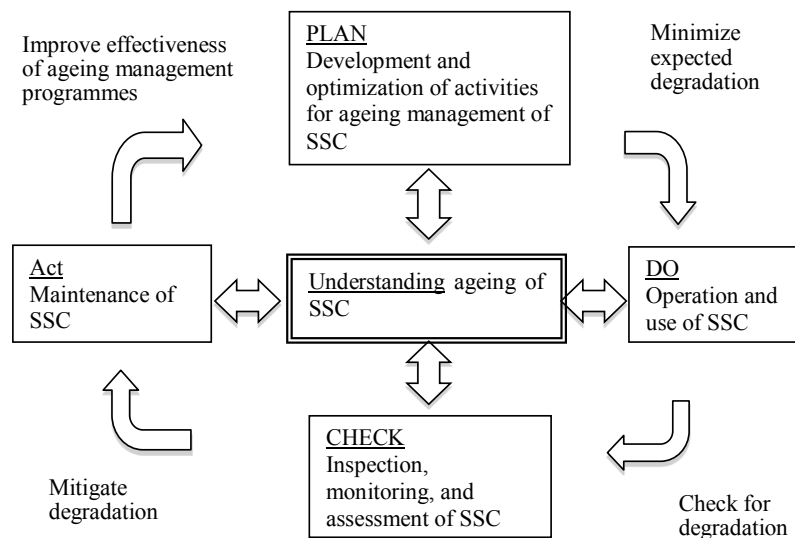 Improve effectiveness
of ageing management
programmes
PLAN
Development and
optimization of activities
for ageing management of
SSC
Minimize
expected
degradation
Act
Maintenance of
SSC
Understanding ageing of
SSC
DO
Operation and
use of SSC
Mitigate
degradation
CHECK
Inspection,
monitoring, and
assessment of SSC
Check for
degradation